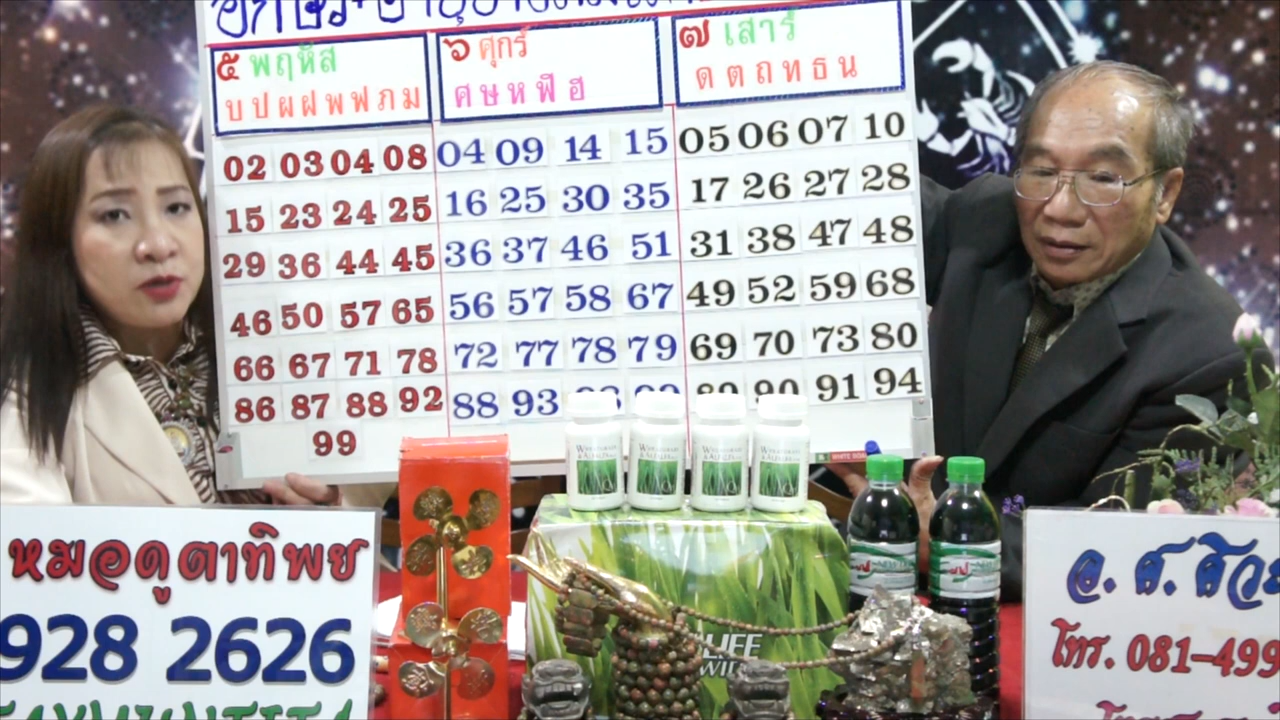 ๕ พฤหัส
บ ป ผ ฝ พ ฟ ภ ม
02 03 04 08
15 23 24 25
29 36 44 45
46 50 57 65
66 67 71 78
86 87 88 92
99
๖ ศุกร์
ศ ษ ห ฬ ฮ
04 09 14 15
16 25 30 35
36 37 46 51
56 57 58 67
72 77 78 79
88 93
๗ เสาร์
ด ต ถ ท ธ น
05 06 07 10
17 26 27 28
31 38 47 48
49 52 59 68
69 70 73 80
89 90 91 94
หมอดูตาทิพย์
928 2626
อ. ศ.
โทร. 081-499
LIFE